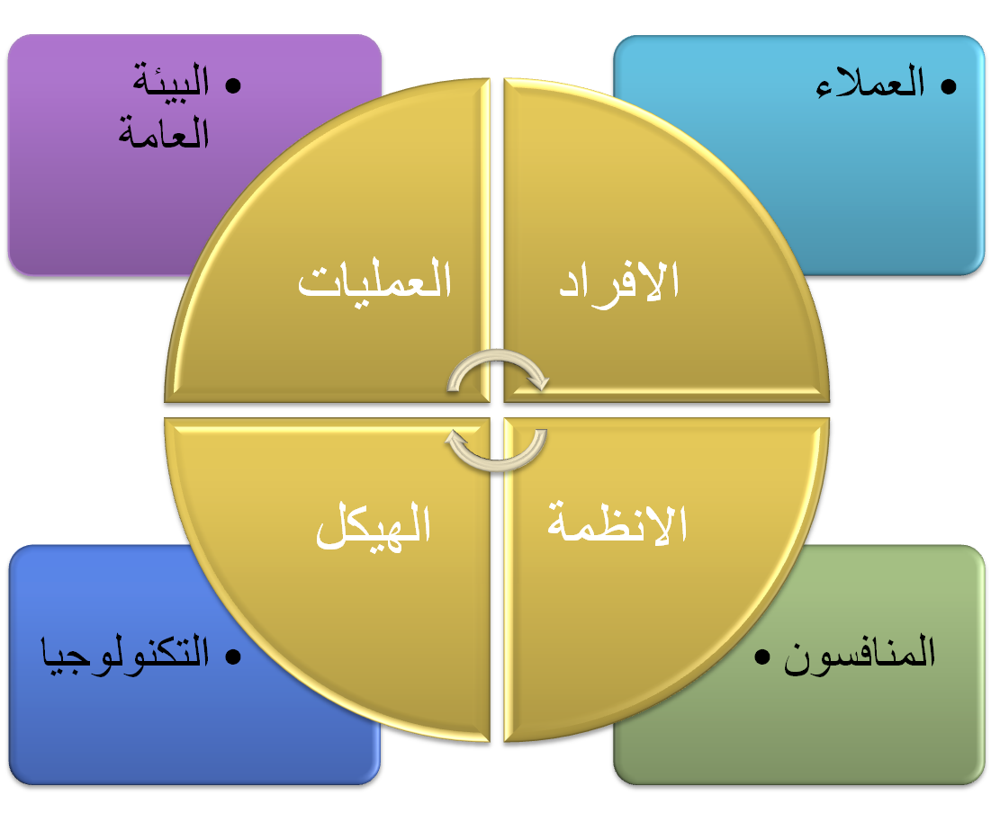 • العملاء
• البيئة
العامة
الافراد
العمليات
الانظمة
الهيكل
المنافسون •
• التكنولوجيا